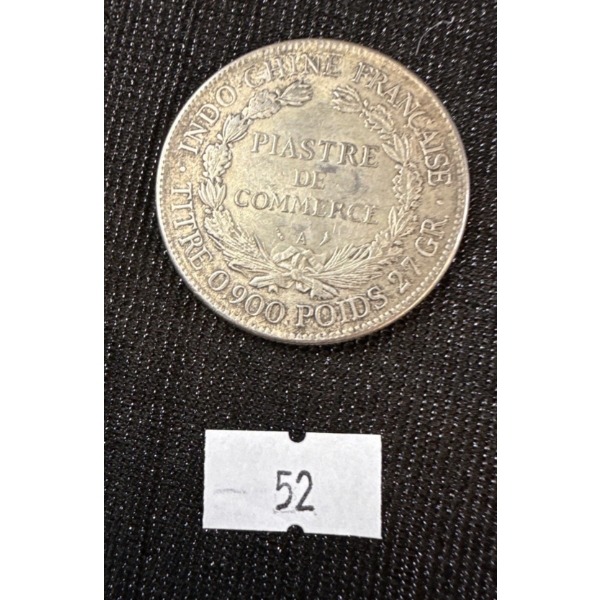 INDO-CHINE FRANÇAISE
PIASTRE
DE
COMMERCE
A
· TITRE 0,900. POIDS 27 GR. ·
52